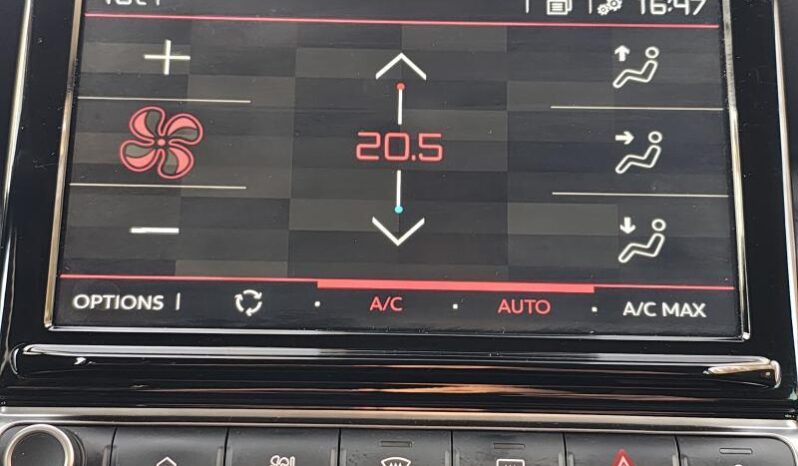 16:47
20.5
OPTIONS
A/C
AUTO
A/C MAX